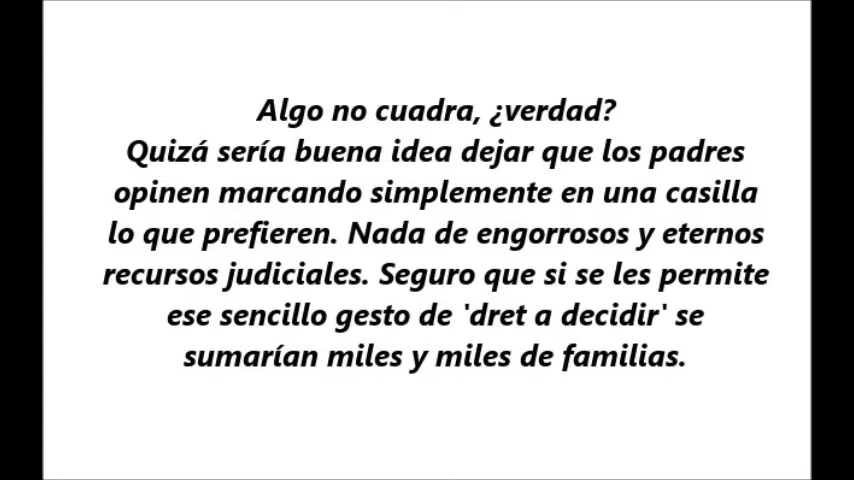 Algo no cuadra, ¿verdad?
Quizá sería buena idea dejar que los padres
opinen marcando simplemente en una casilla
lo que prefieren. Nada de engorrosos y eternos
recursos judiciales. Seguro que si se les permite
ese sencillo gesto de 'dret a decidir' se
sumarían miles y miles de familias.